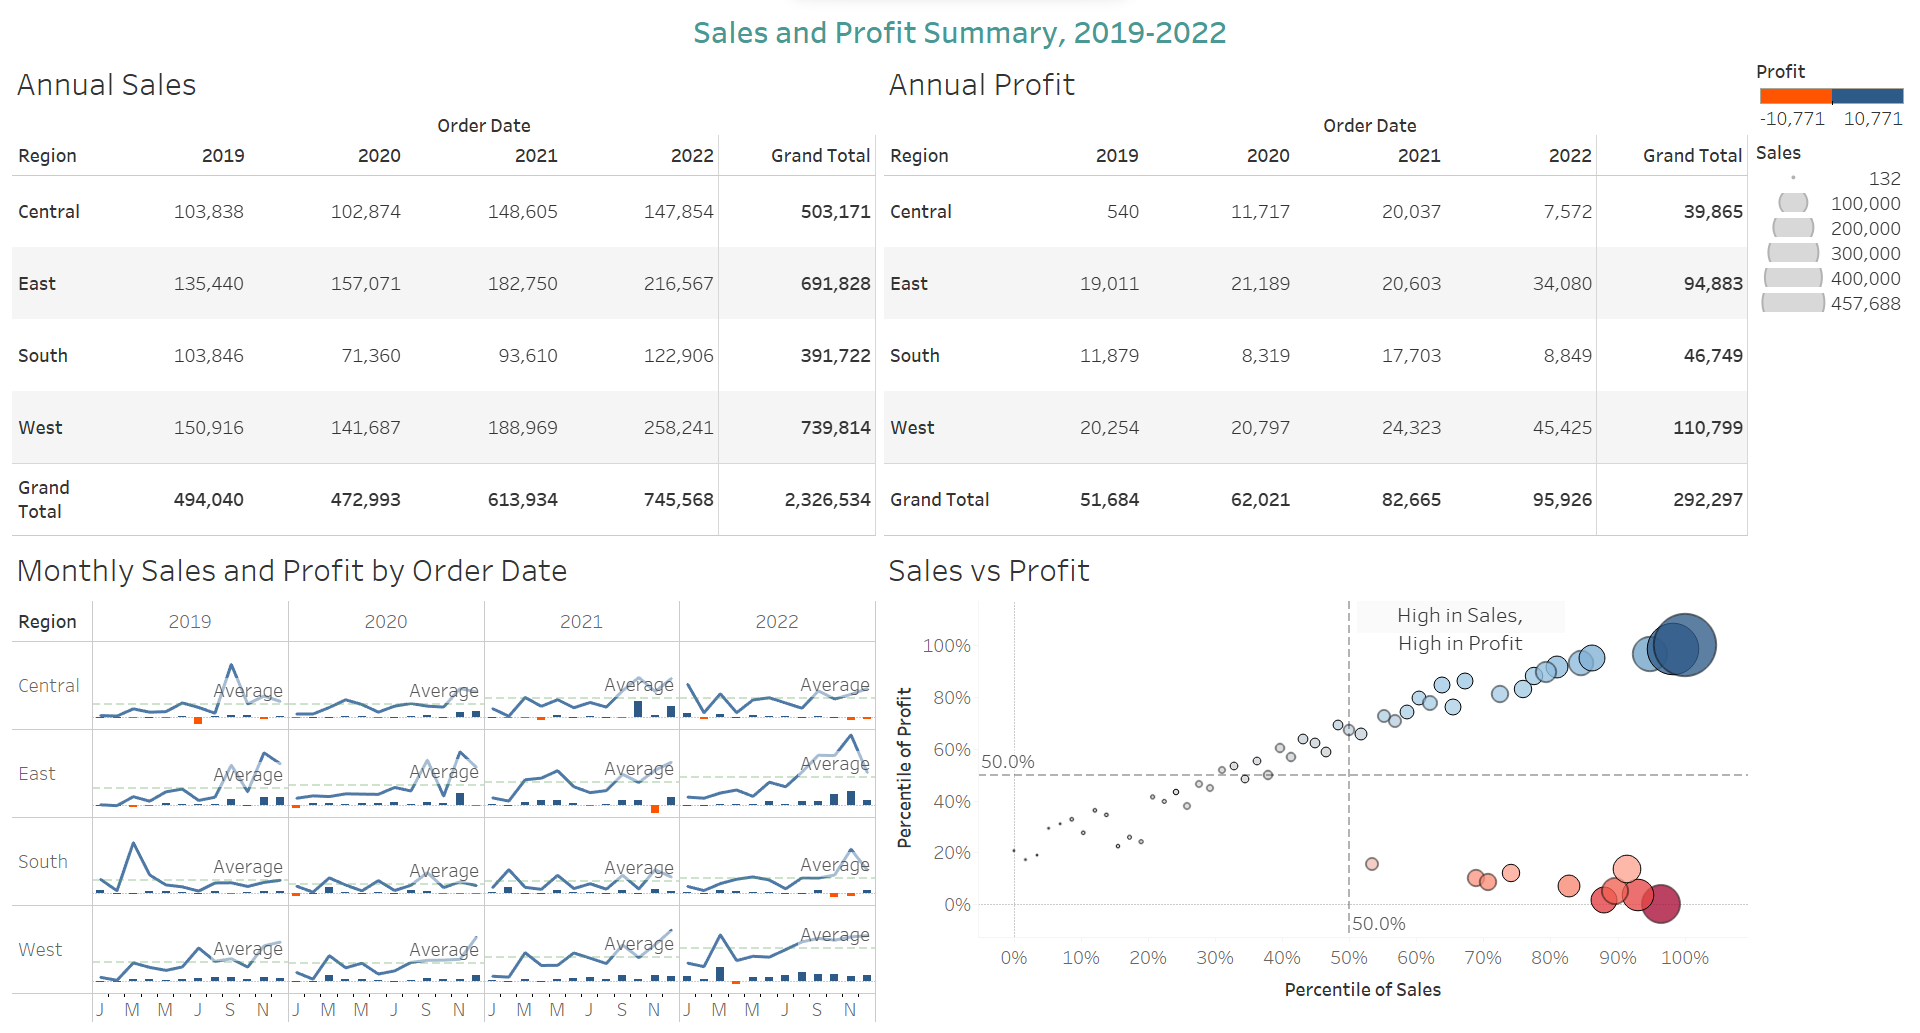 Sales and Profit Summary, 2019-2022
Annual Sales
Order Date
Region 2019 2020 2021 2022 Grand Total
Central 103,838 102,874 148,605 147,854 503,171
East 135,440 157,071 182,750 216,567 691,828
South 103,846 71,360 93,610 122,906 391,722
West 150,916 141,687 188,969 258,241 739,814
Grand
Total 494,040 472,993 613,934 745,568 2,326,534
Annual Profit
Order Date
Region 2019 2020 2021 2022 Grand Total
Central 540 11,717 20,037 7,572 39,865
East 19,011 21,189 20,603 34,080 94,883
South 11,879 8,319 17,703 8,849 46,749
West 20,254 20,797 24,323 45,425 110,799
Grand Total 51,684 62,021 82,665 95,926 292,297
Profit
-10,771 10,771
Sales
132
100,000
200,000
300,000
400,000
457,688
Monthly Sales and Profit by Order Date
Region 2019 2020 2021 2022
Central Average Average Average Average
East Average Average Average Average
South Average Average Average Average
West Average Average Average Average
J M M J S N J M M J S N J M M J S N J M M J S N
Sales vs Profit
High in Sales,
High in Profit
Percentile of Profit
100%
80%
60%
50.0%
40%
20%
0%
50.0%
0% 10% 20% 30% 40% 50% 60% 70% 80% 90% 100%
Percentile of Sales